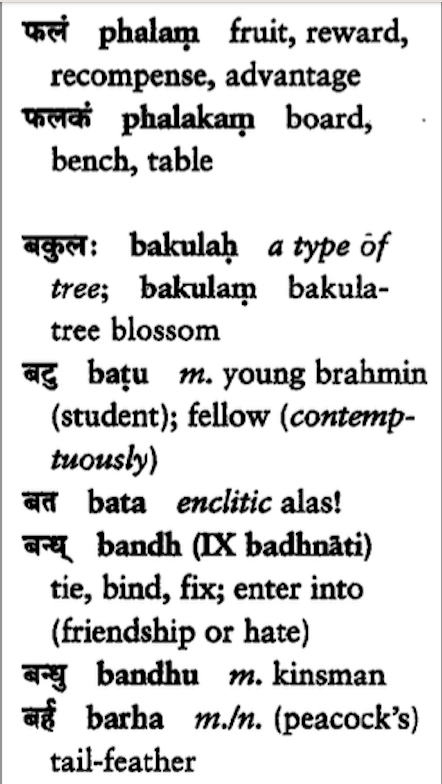 फलं phalaṃ fruit, reward,
recompense, advantage
फलकं phalakaṃ board,
bench, table
बकुलः bakulaḥ a type of
tree; bakulaṃ bakula-
tree blossom
बटु baṭu m. young brahmin
(student); fellow (contemp-
tuously)
बत bata enclitic alas!
बन्ध् bandh (IX badhnāti)
tie, bind, fix; enter into
(friendship or hate)
बन्धु bandhu m. kinsman
बर्ह barha m./n. (peacock's)
tail-feather